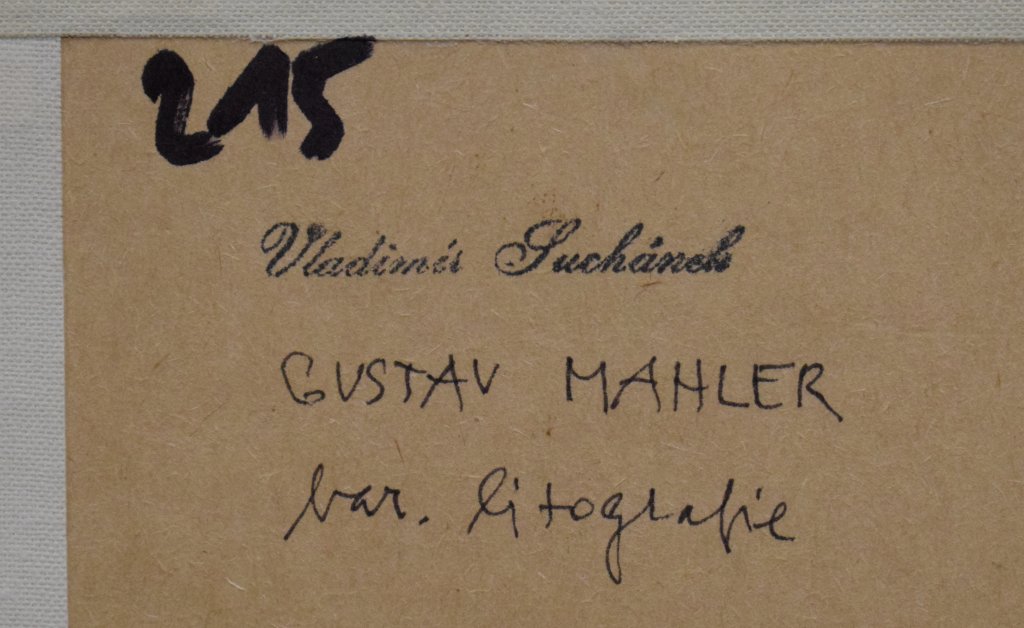 215
Vladimír Suchánek
GUSTAV MAHLER
bar. litografie